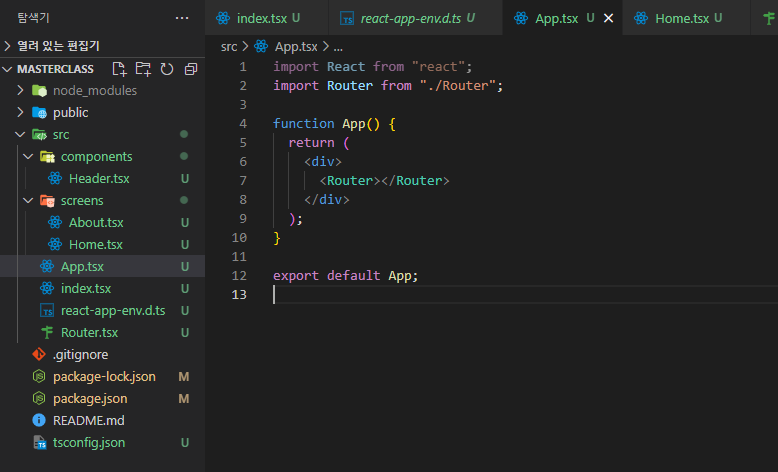 탐색기 ...
열려 있는 편집기
MASTERCLASS
node_modules
public
src
components
Header.tsx U
screens
About.tsx U
Home.tsx U
App.tsx U
index.tsx U
react-app-env.d.ts U
Router.tsx U
.gitignore
package-lock.json M
package.json M
README.md
tsconfig.json U
index.tsx U
react-app-env.d.ts U
App.tsx U
Home.tsx U
src > App.tsx > ...
1 import React from "react";
2 import Router from "./Router";
3
4 function App() {
5 return (
6 <div>
7 <Router></Router>
8 </div>
9 );
10 }
11
12 export default App;
13